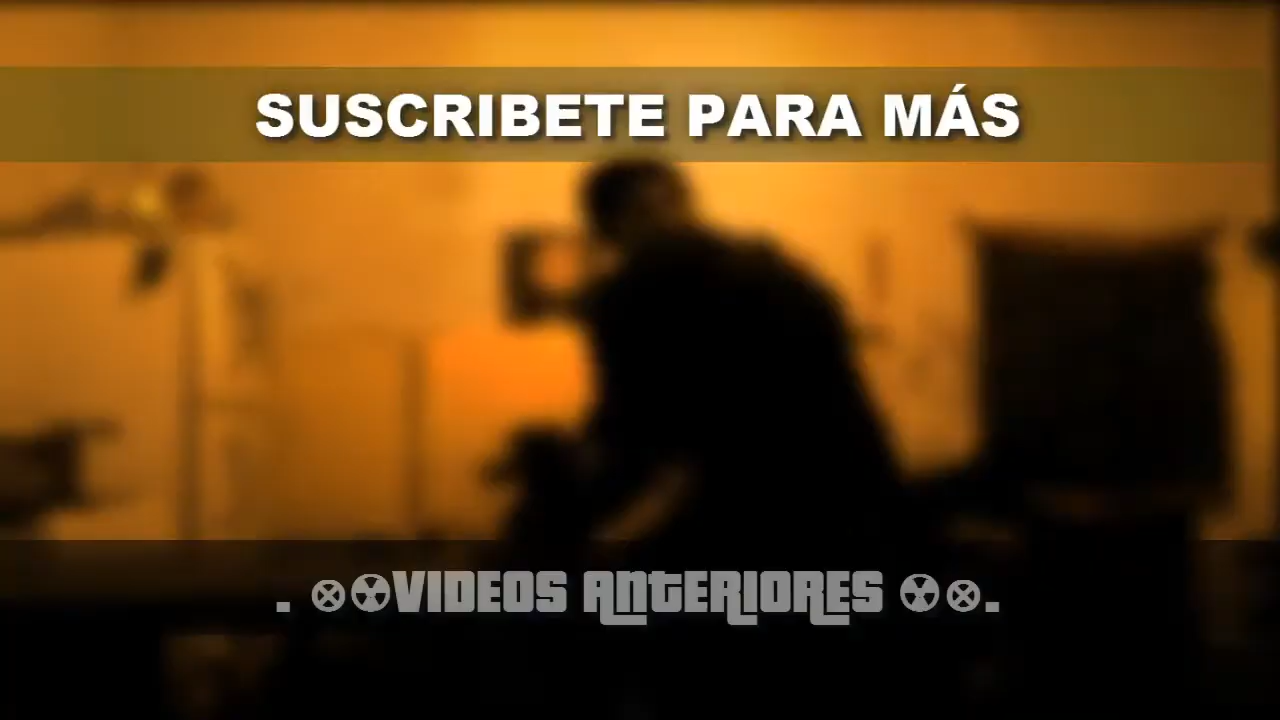 SUSCRIBETE PARA MÁS
. ⊗☢VIDEOS ANTERIORES ☢⊗.